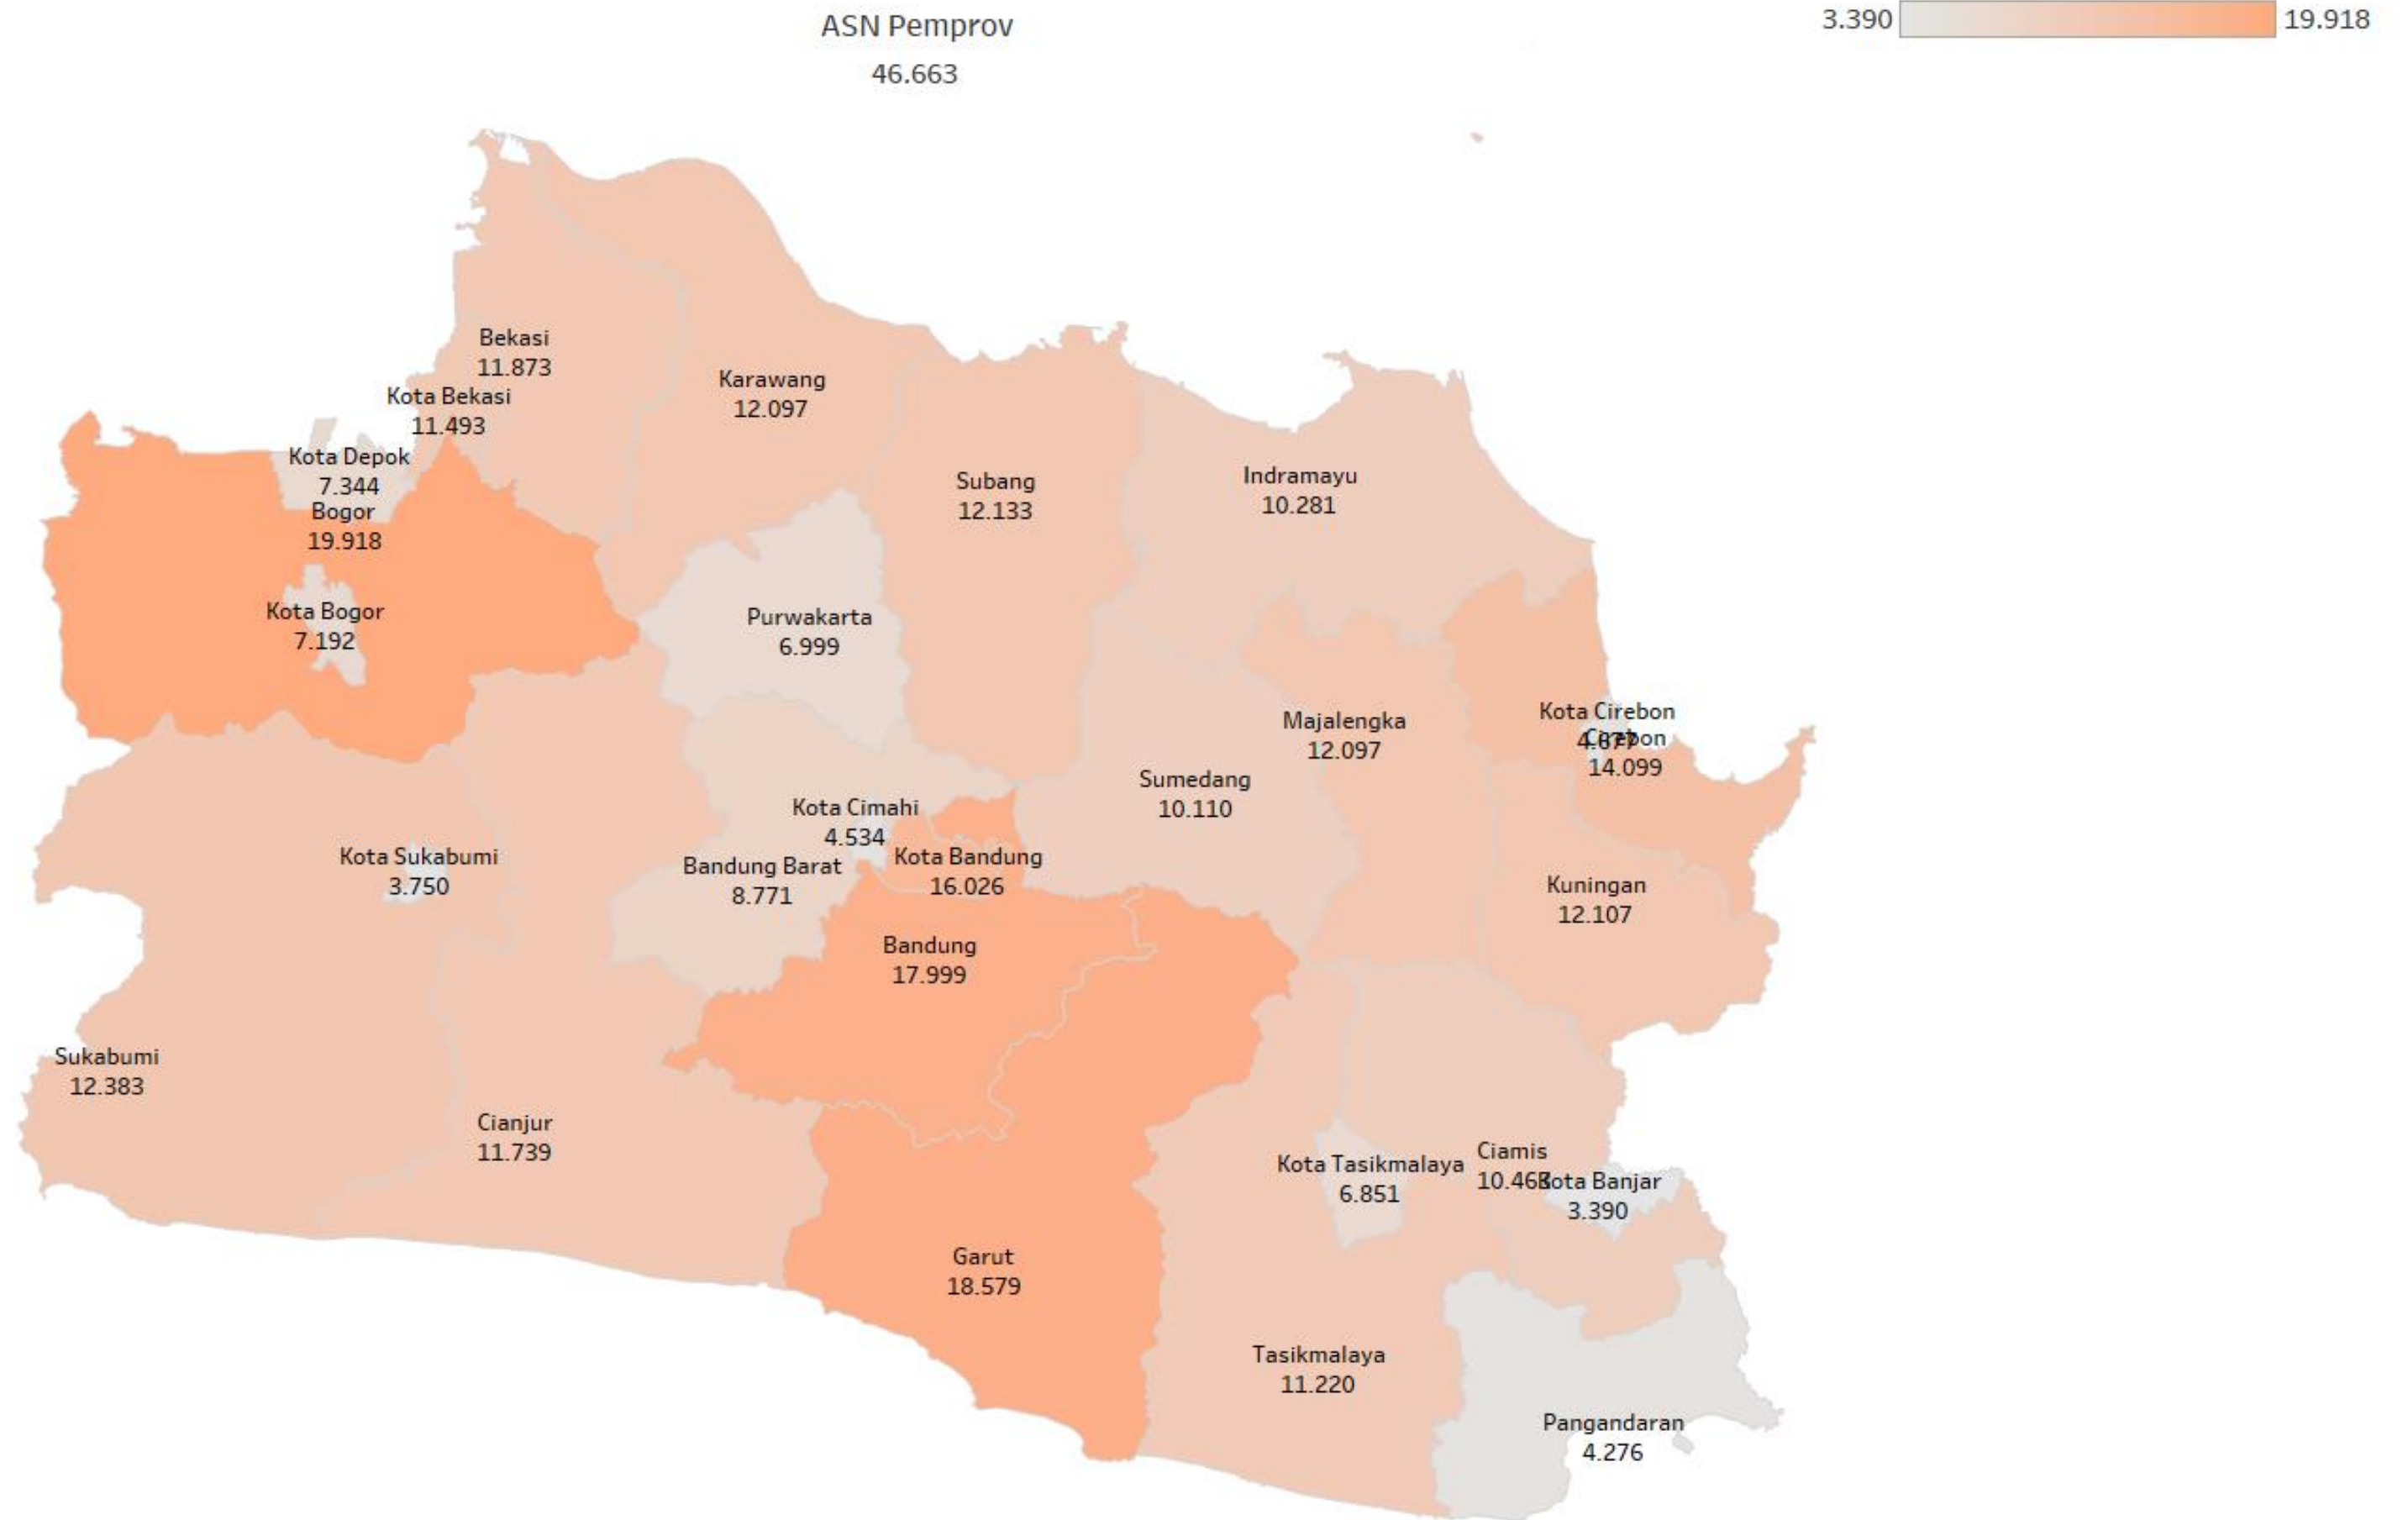 ASN Pemprov
46.663
3.390
19.918
Bekasi
11.873
Kota Bekasi
11.493
Karawang
12.097
Kota Depok
7.344
Bogor
19.918
Kota Bogor
7.192
Subang
12.133
Indramayu
10.281
Purwakarta
6.999
Majalengka
12.097
Kota Cirebon
Cirebon
14.099
Sumedang
10.110
Kota Cimahi
4.534
Kota Sukabumi
3.750
Bandung Barat
8.771
Kota Bandung
16.026
Kuningan
12.107
Bandung
17.999
Sukabumi
12.383
Cianjur
11.739
Kota Tasikmalaya
6.851
Ciamis
Kota Banjar
3.390
Garut
18.579
Tasikmalaya
11.220
Pangandaran
4.276